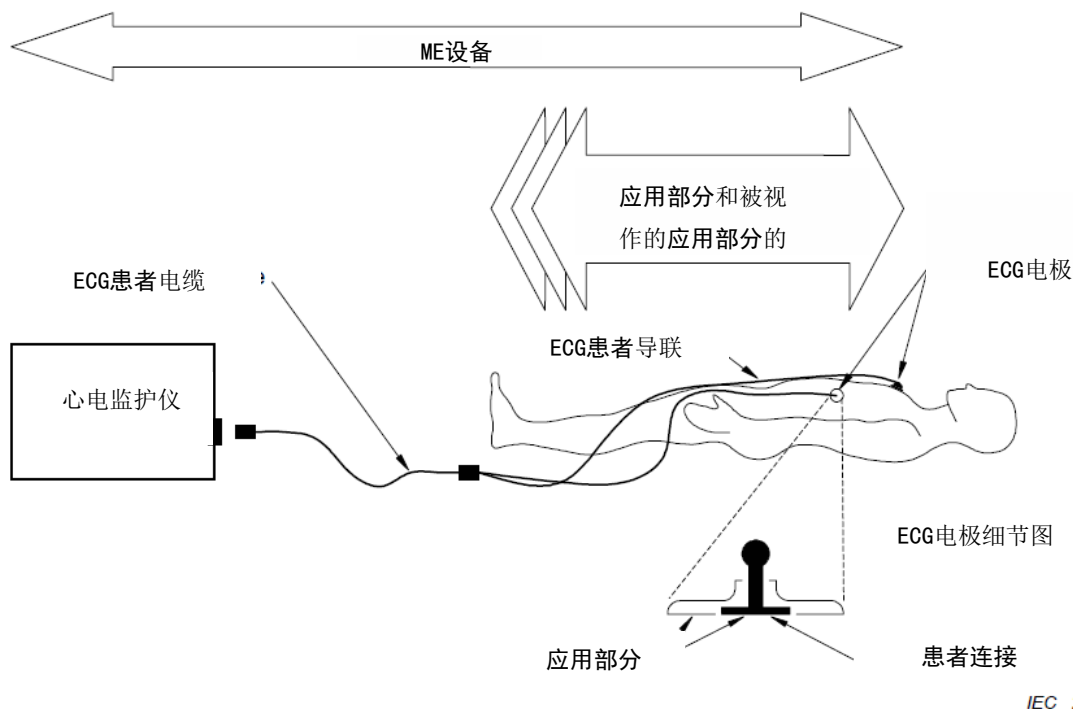 ME设备
应用部分和被视
作的应用部分的
ECG患者电缆
e
ECG电极
ECG患者导联
心电监护仪
ECG电极细节图
应用部分
患者连接
IEC